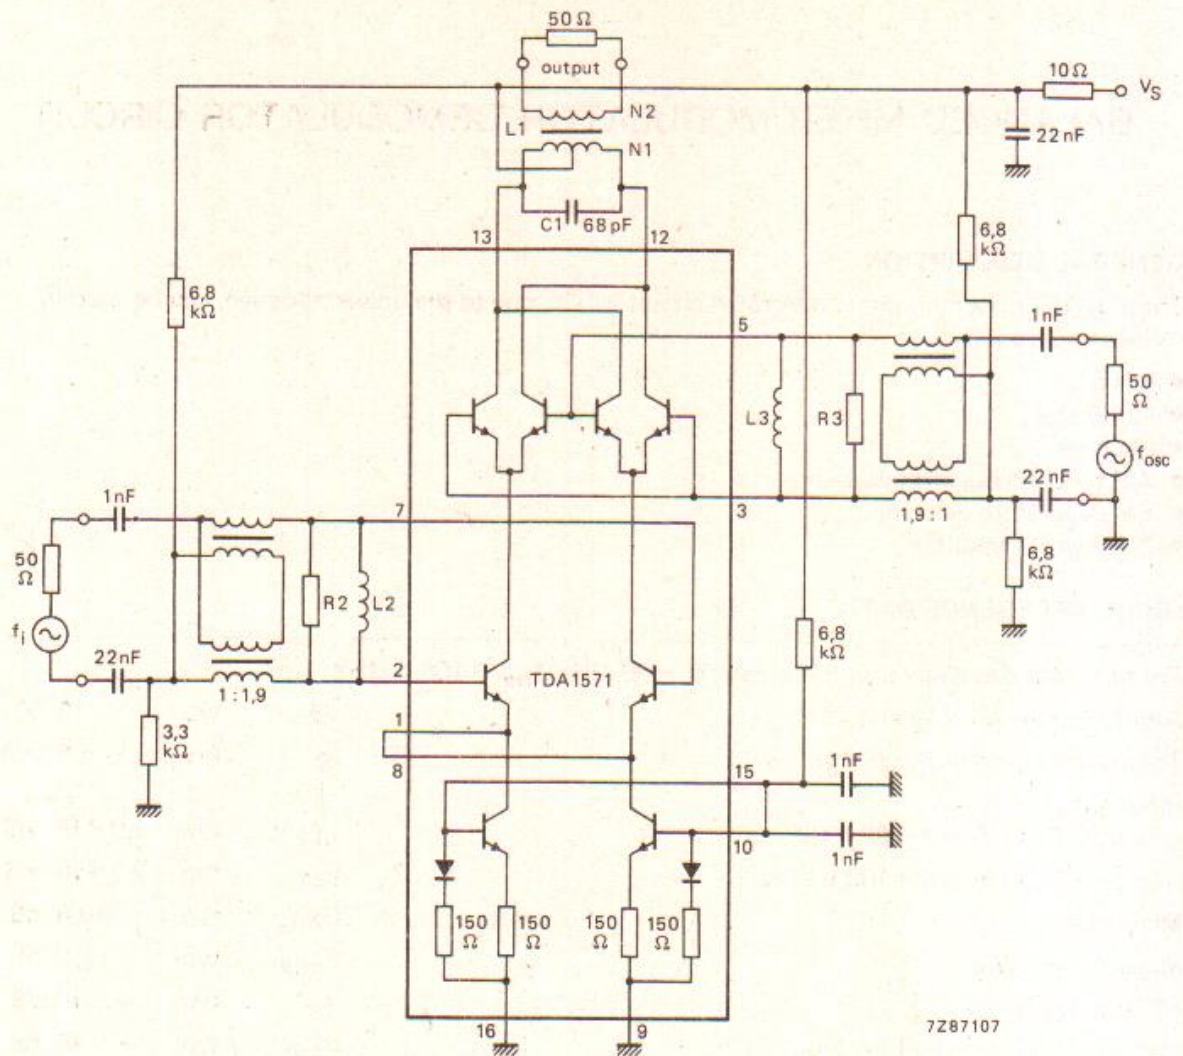 50 Ω
output
10 Ω
VS
N2
L1
N1
22 nF
C1 68 pF
13
12
6,8 kΩ
6,8 kΩ
5
1 nF
50 Ω
L3
R3
fosc
1 nF
7
22 nF
3
1,9 : 1
50 Ω
R2
L2
6,8 kΩ
fi
6,8 kΩ
22 nF
2
TDA1571
1 : 1,9
1
3,3 kΩ
8
15
1 nF
10
1 nF
150 Ω
150 Ω
150 Ω
150 Ω
16
9
7Z87107